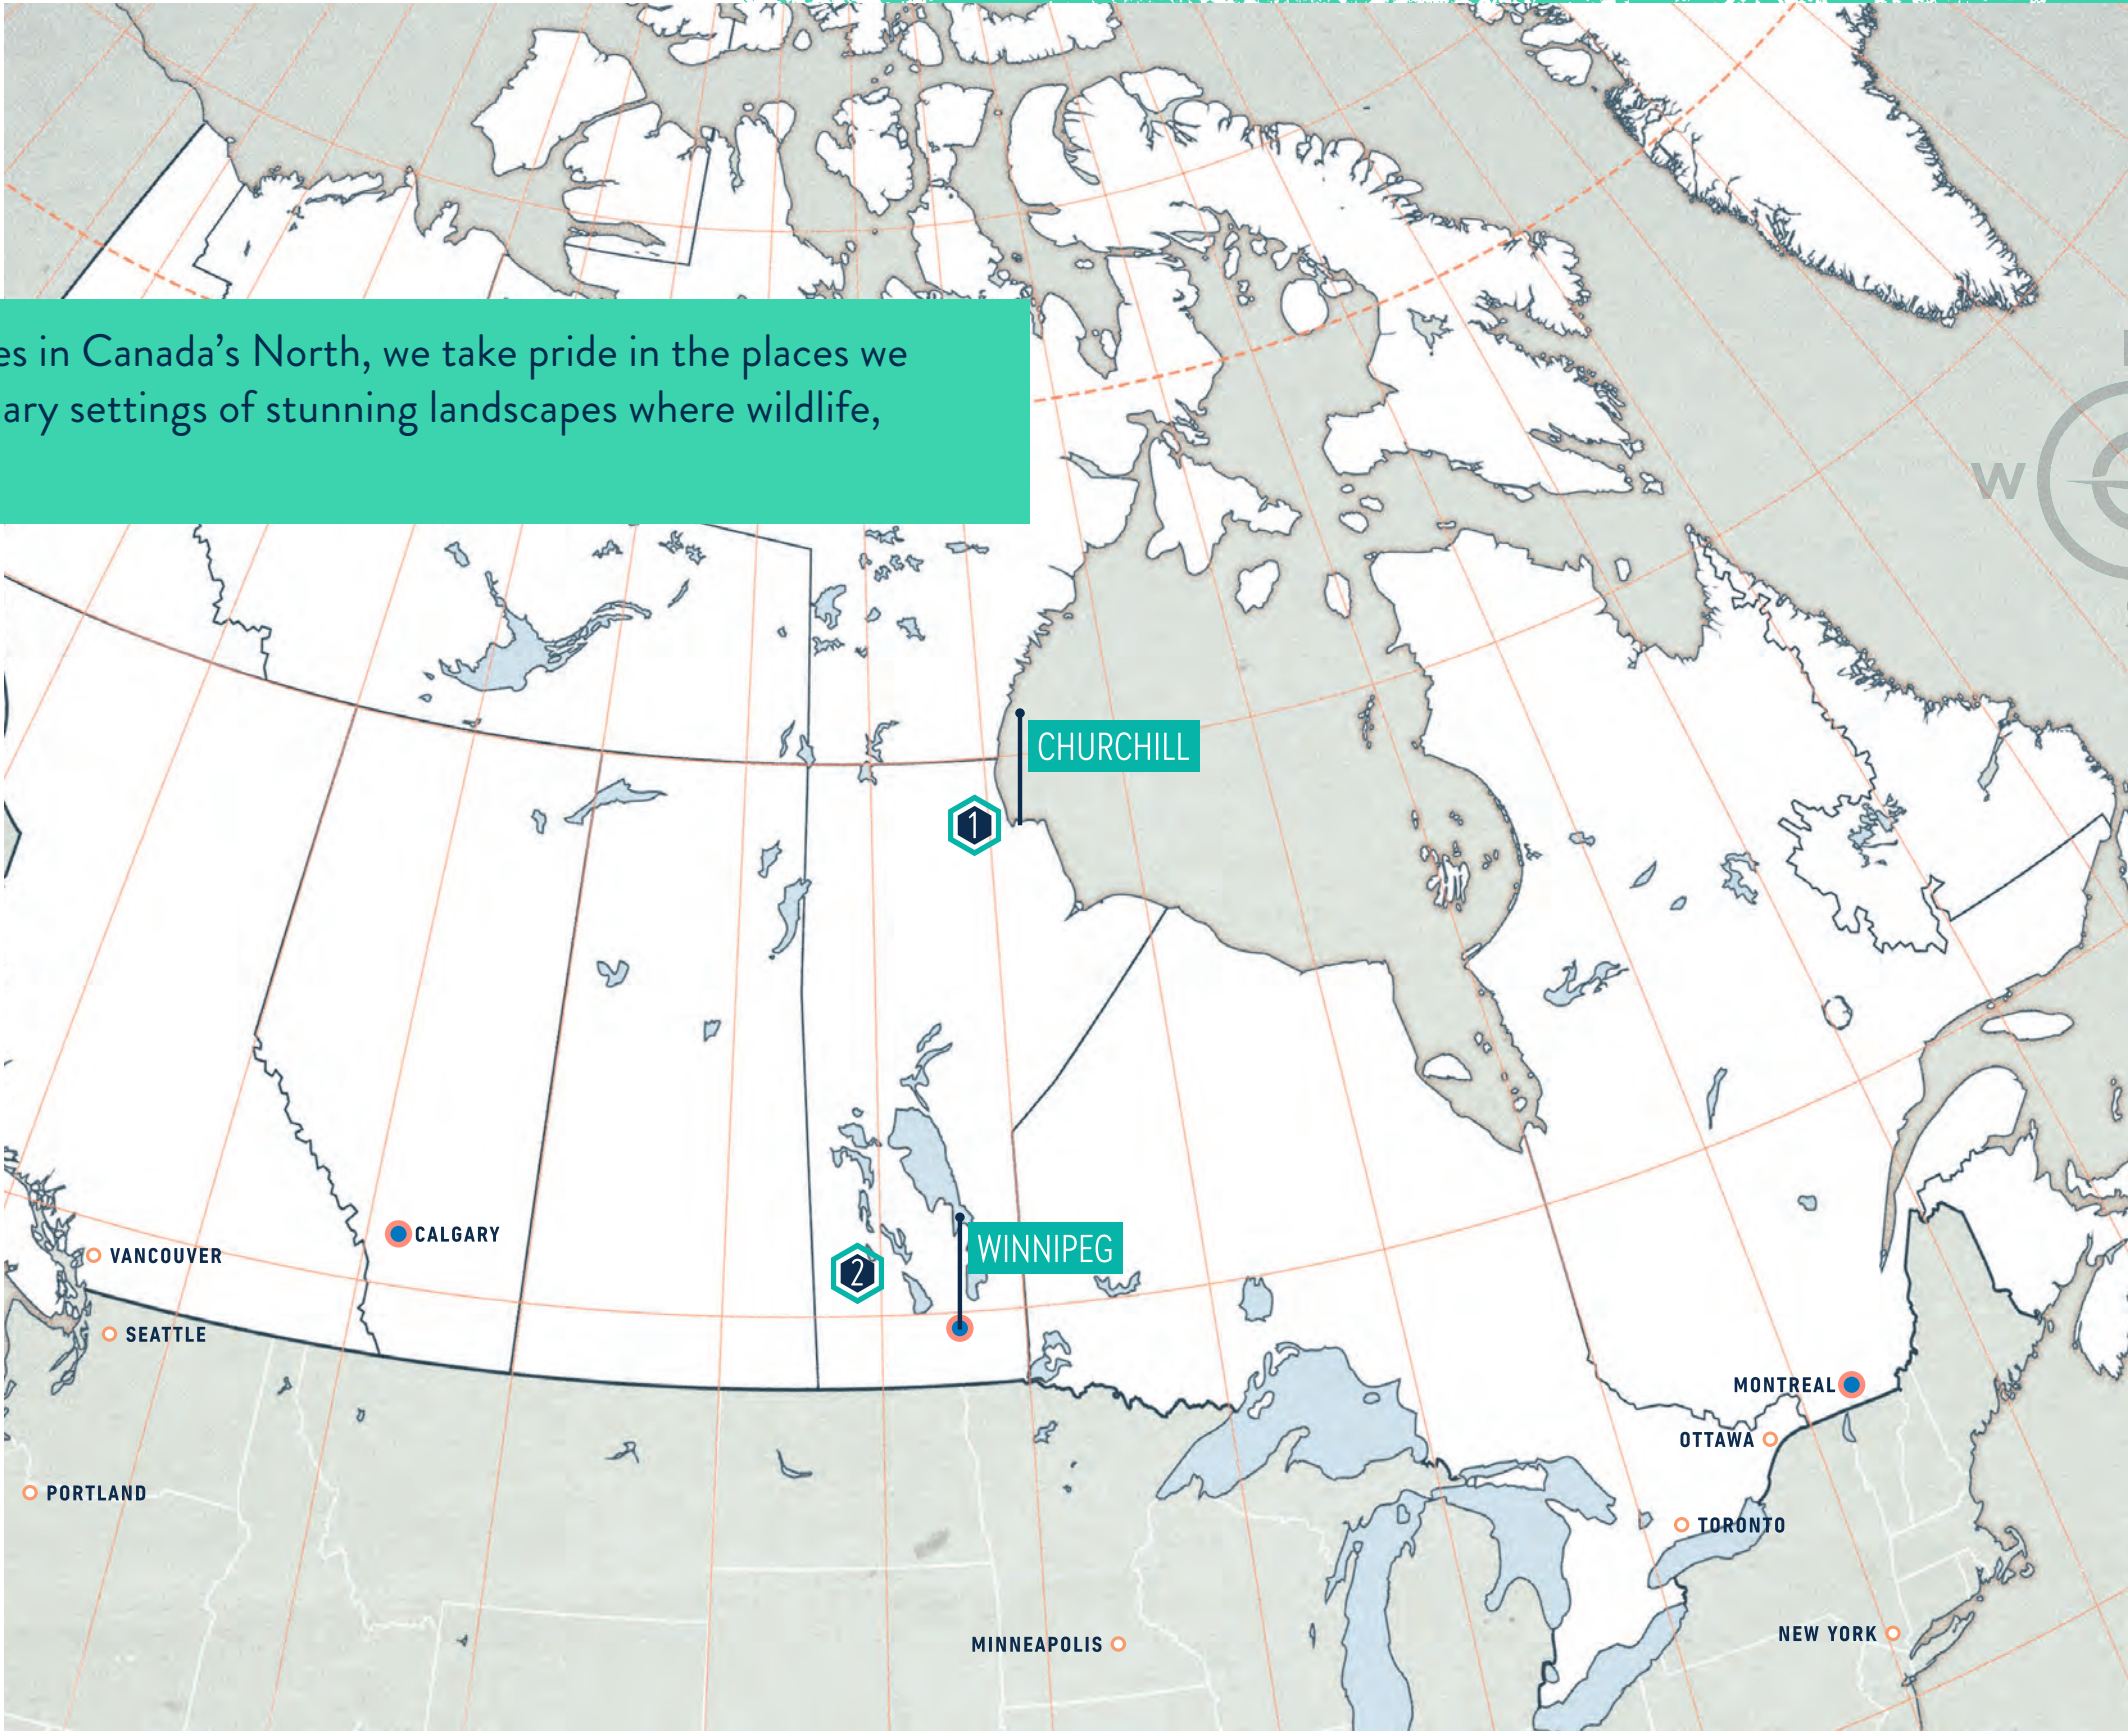 es in Canada's North, we take pride in the places we
ary settings of stunning landscapes where wildlife,
W
CHURCHILL
1
CALGARY
VANCOUVER
WINNIPEG
2
SEATTLE
MONTREAL
OTTAWA
PORTLAND
TORONTO
MINNEAPOLIS
NEW YORK